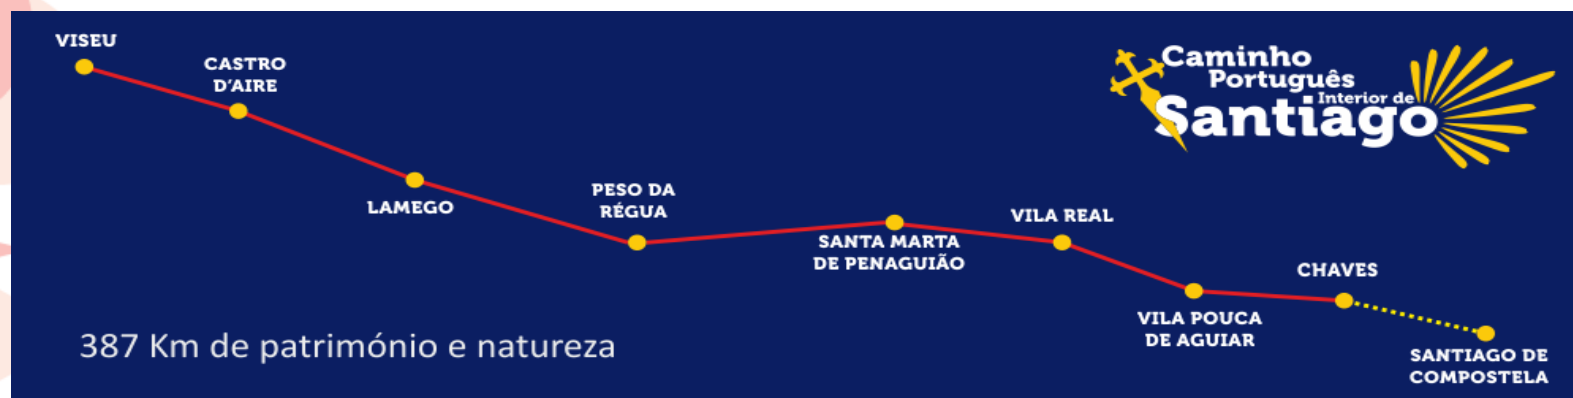 VISEU
CASTRO
D'AIRE
LAMEGO
PESO DA
RÉGUA
SANTA MARTA
DE PENAGUIÃO
VILA REAL
VILA POUCA
DE AGUIAR
CHAVES
SANTIAGO DE
COMPOSTELA
Caminho
Português
Interior de
Santiago
387 Km de património e natureza